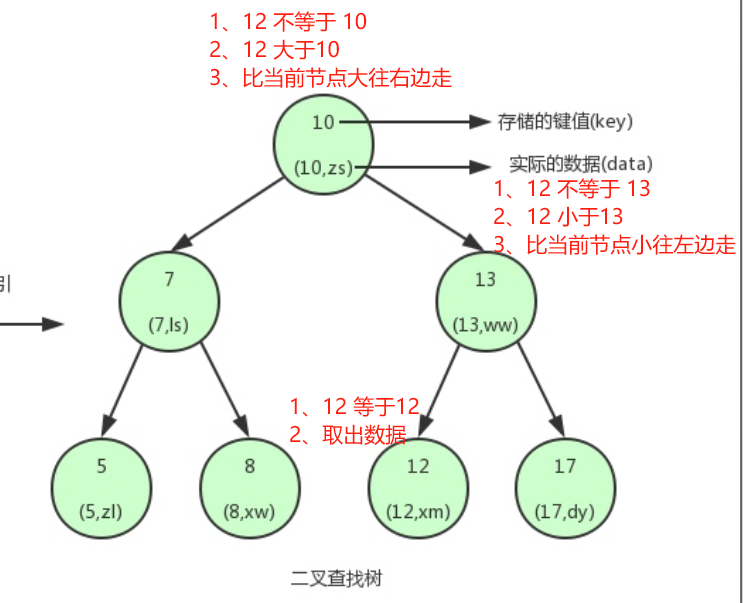 1、12 不等于 10
2、12 大于10
3、比当前节点大往右边走
10
存储的键值(key)
(10,zs)
实际的数据(data)
1、12 不等于 13
2、12 小于13
3、比当前节点小往左边走
引
7
(7,ls)
13
(13,ww)
1、12 等于12
2、取出数据
5
(5,zl)
8
(8,xw)
12
(12,xm)
17
(17,dy)
二叉查找树